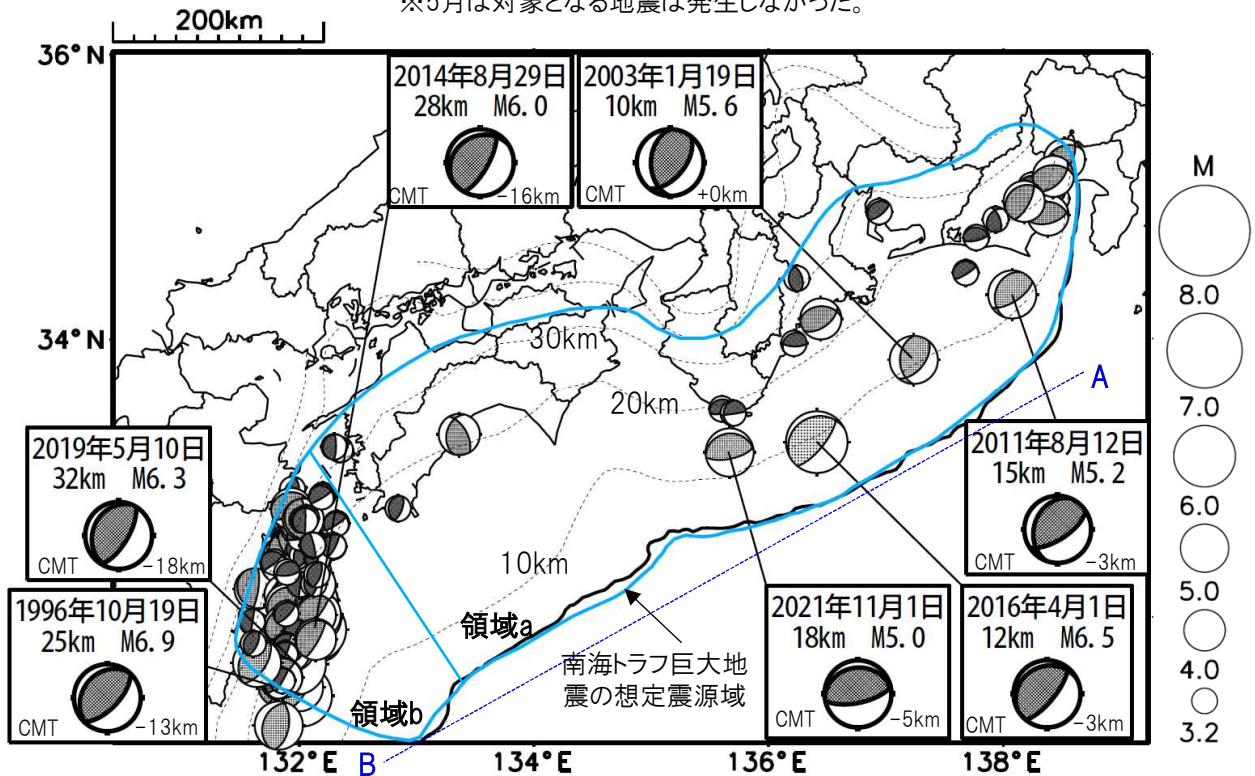 ※5月は対象となる地震は発生しなかった。
200km
36°N
2014年8月29日
28km M6.0
CMT
-16km
2003年1月19日
10km M5.6
CMT
+0km
M
8.0
7.0
6.0
5.0
4.0
3.2
34°N
30km
20km
10km
A
2019年5月10日
32km M6.3
CMT
-18km
2011年8月12日
15km M5.2
CMT
-3km
1996年10月19日
25km M6.9
CMT
-13km
領域a
領域b
南海トラフ巨大地
震の想定震源域
2021年11月1日
18km M5.0
CMT
-5km
2016年4月1日
12km M6.5
CMT
-3km
B
132°E
134°E
136°E
138°E